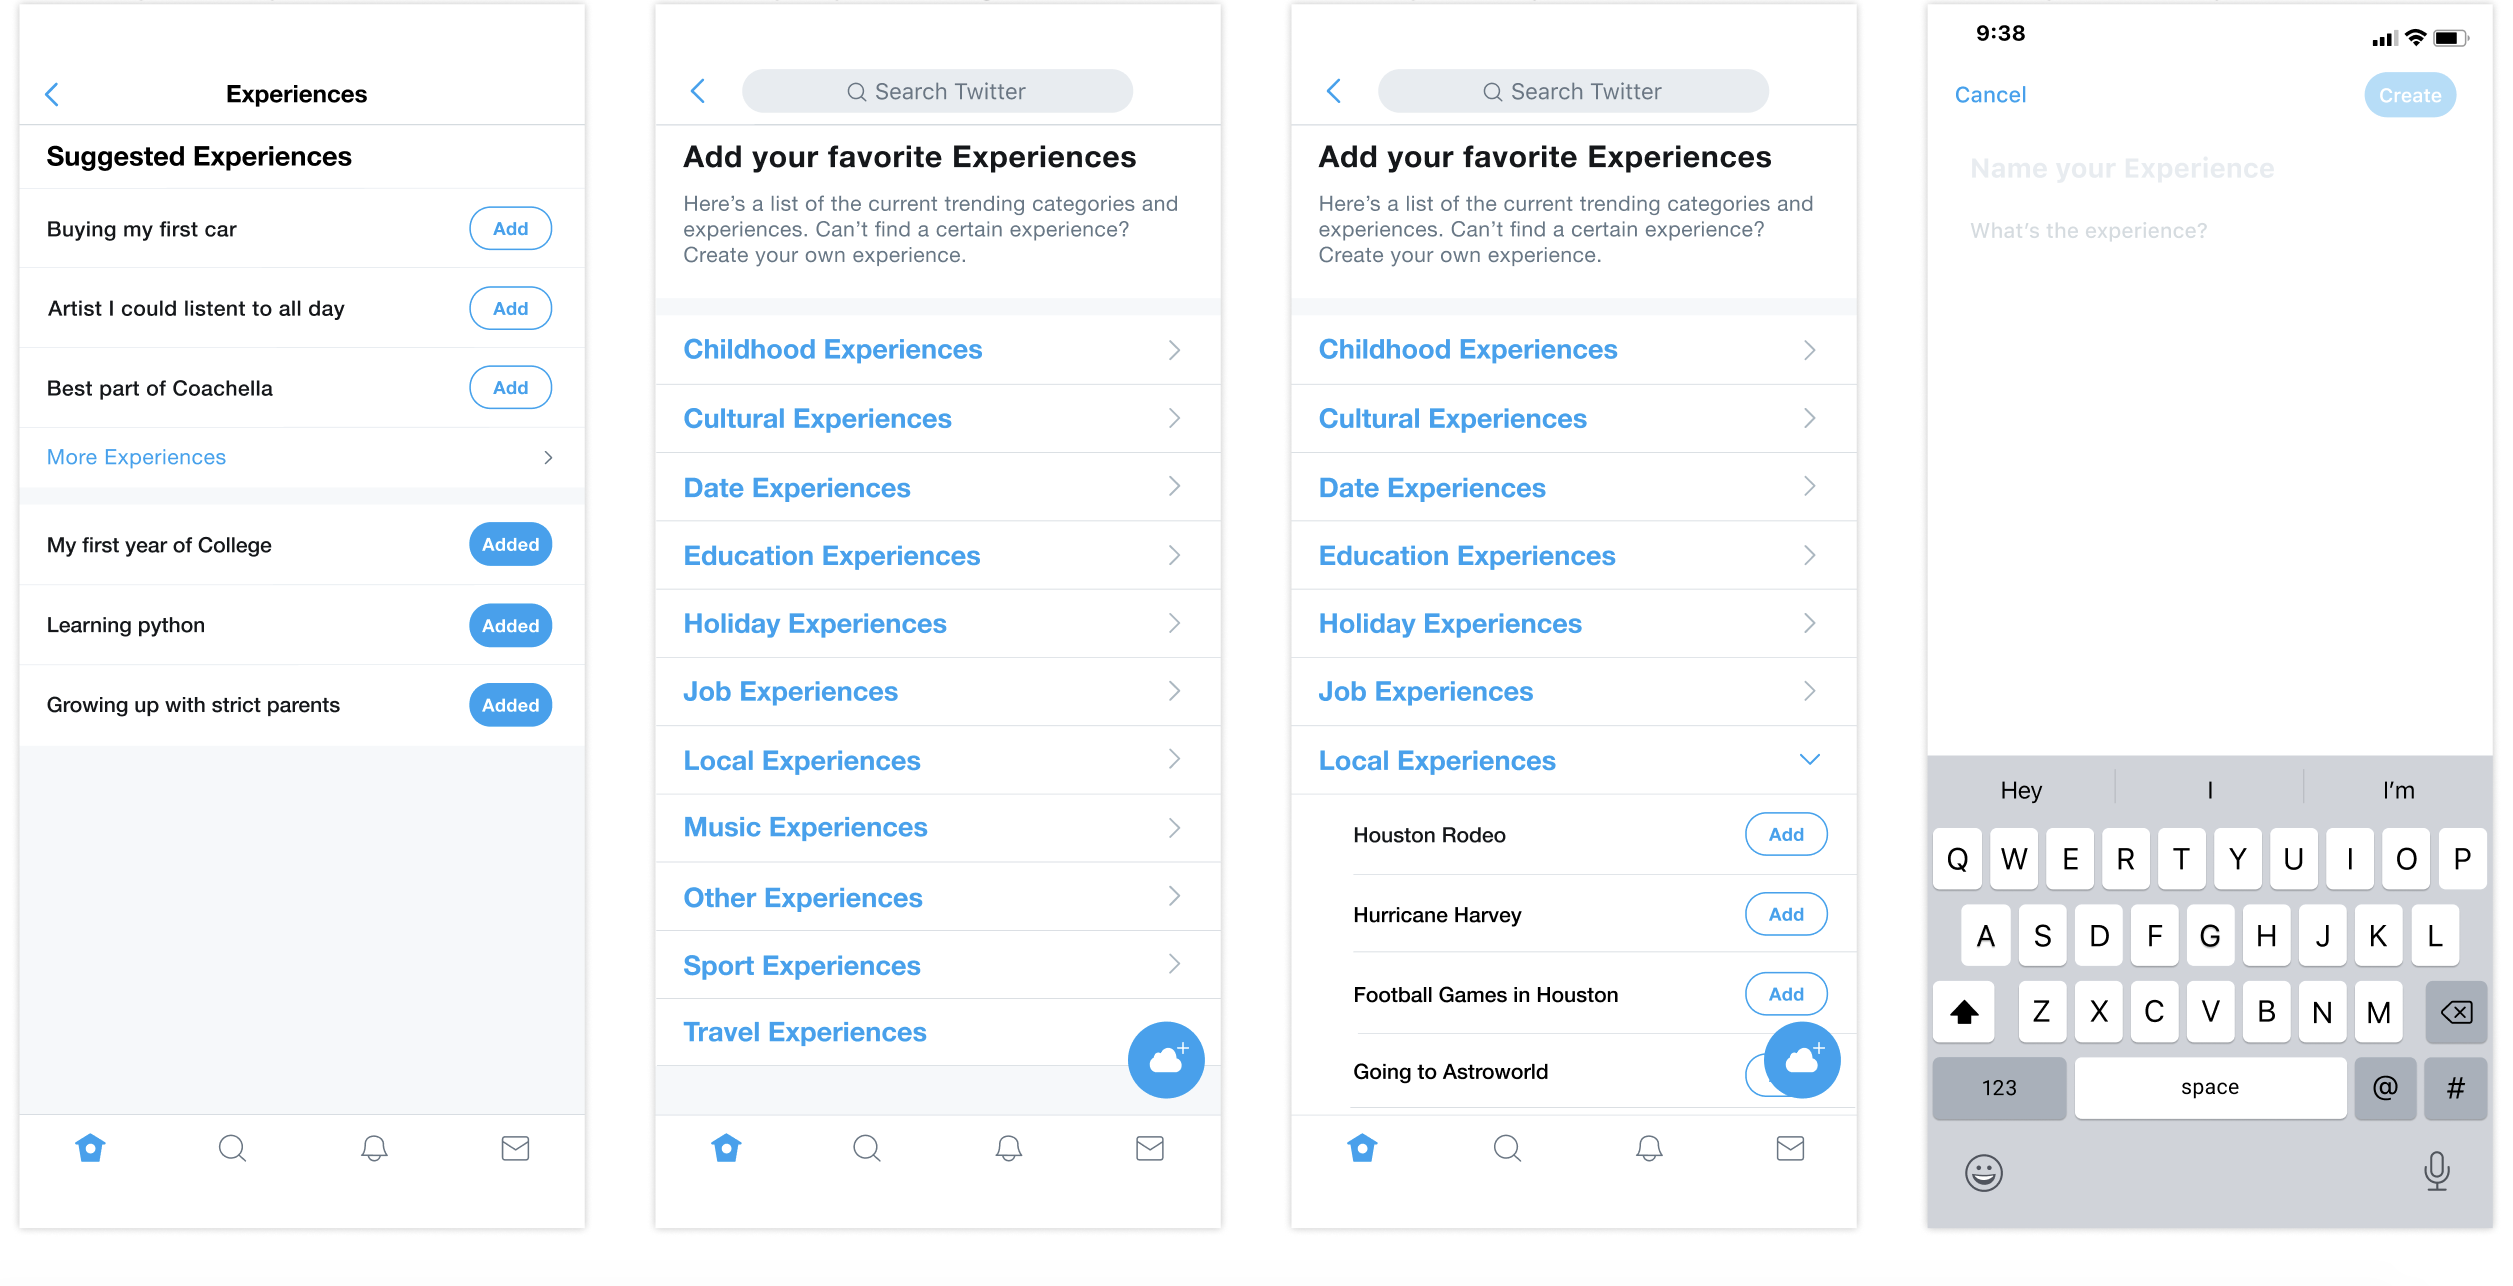 Experiences
Suggested Experiences
Buying my first car
Add
Artist I could listent to all day
Add
Best part of Coachella
Add
More Experiences
My first year of College
Added
Learning python
Added
Growing up with strict parents
Added
Search Twitter
Add your favorite Experiences
Here's a list of the current trending categories and
experiences. Can't find a certain experience?
Create your own experience.
Childhood Experiences
Cultural Experiences
Date Experiences
Education Experiences
Holiday Experiences
Job Experiences
Local Experiences
Music Experiences
Other Experiences
Sport Experiences
Travel Experiences
Search Twitter
Add your favorite Experiences
Here's a list of the current trending categories and
experiences. Can't find a certain experience?
Create your own experience.
Childhood Experiences
Cultural Experiences
Date Experiences
Education Experiences
Holiday Experiences
Job Experiences
Local Experiences
Houston Rodeo
Add
Hurricane Harvey
Add
Football Games in Houston
Add
Going to Astroworld
9:38
Cancel
Create
Name your Experience
What's the experience?
Hey I I'm
Q W E R T Y U I O P
A S D F G H J K L
Z X C V B N M
123 space @ #